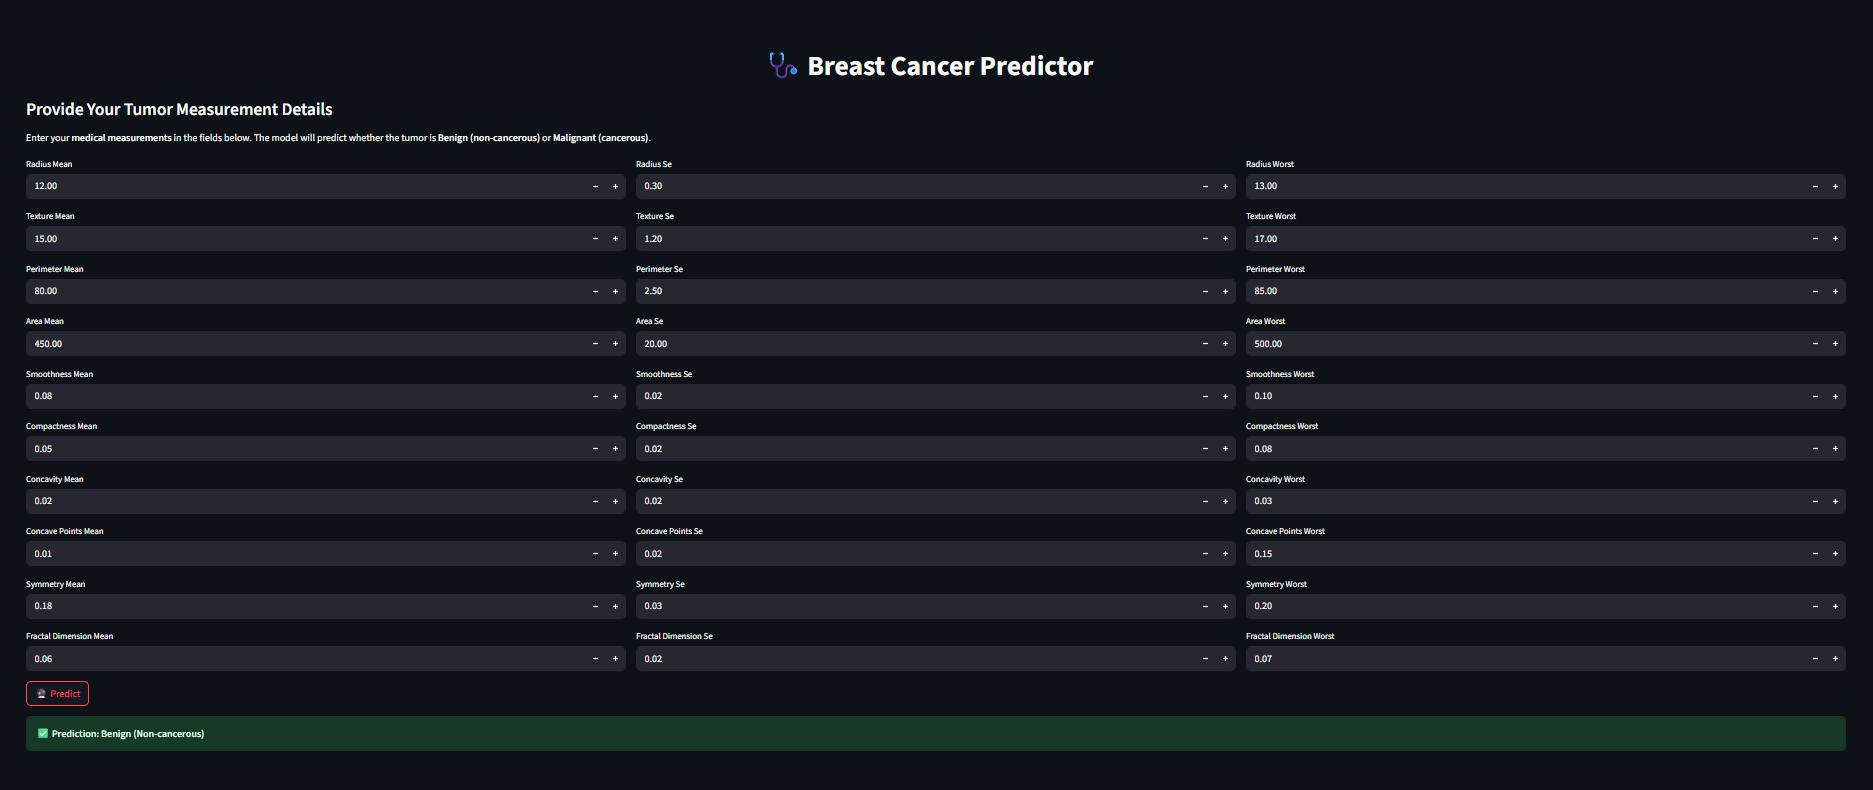 Breast Cancer Predictor
Provide Your Tumor Measurement Details
Enter your medical measurements in the fields below. The model will predict whether the tumor is Benign (non-cancerous) or Malignant (cancerous).
Radius Mean Radius Se Radius Worst
12.00 − + 0.30 − + 13.00 − +
Texture Mean Texture Se Texture Worst
15.00 − + 1.20 − + 17.00 − +
Perimeter Mean Perimeter Se Perimeter Worst
80.00 − + 2.50 − + 85.00 − +
Area Mean Area Se Area Worst
450.00 − + 20.00 − + 500.00 − +
Smoothness Mean Smoothness Se Smoothness Worst
0.08 − + 0.02 − + 0.10 − +
Compactness Mean Compactness Se Compactness Worst
0.05 − + 0.02 − + 0.08 − +
Concavity Mean Concavity Se Concavity Worst
0.02 − + 0.02 − + 0.03 − +
Concave Points Mean Concave Points Se Concave Points Worst
0.01 − + 0.02 − + 0.15 − +
Symmetry Mean Symmetry Se Symmetry Worst
0.18 − + 0.03 − + 0.20 − +
Fractal Dimension Mean Fractal Dimension Se Fractal Dimension Worst
0.06 − + 0.02 − + 0.07 − +
Predict
Prediction: Benign (Non-cancerous)